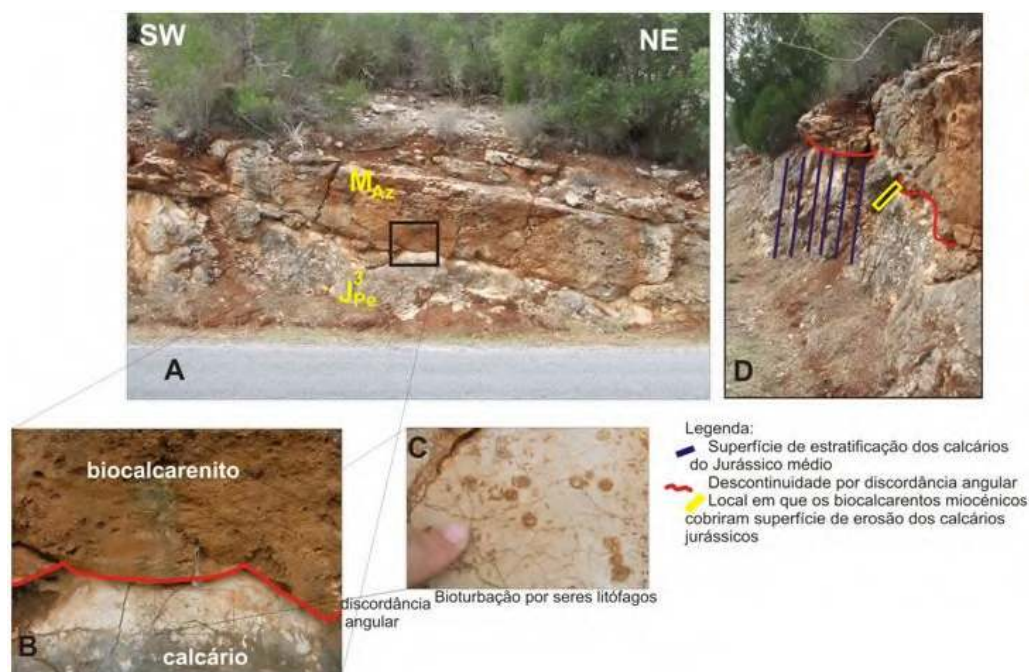 SW
NE
M Az
J³Pe
A
D
biocalcarenito
B
calcário
discordância
angular
C
Bioturbação por seres litófagos
Legenda:
Superfície de estratificação dos calcários
do Jurássico médio
Descontinuidade por discordância angular
Local em que os biocalcarentos miocénicos
cobriram superfície de erosão dos calcários
jurássicos